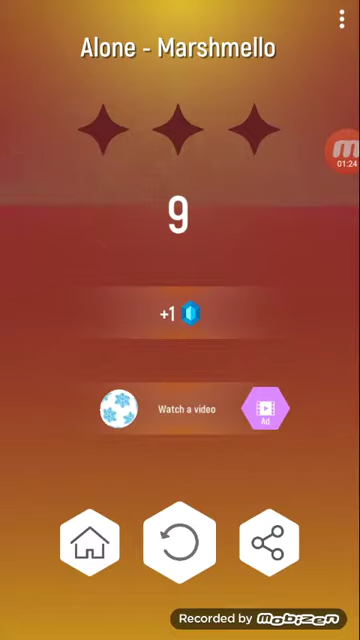 Alone - Marshmello
01:24
9
+1
Watch a video
Ad
Recorded by mobizen